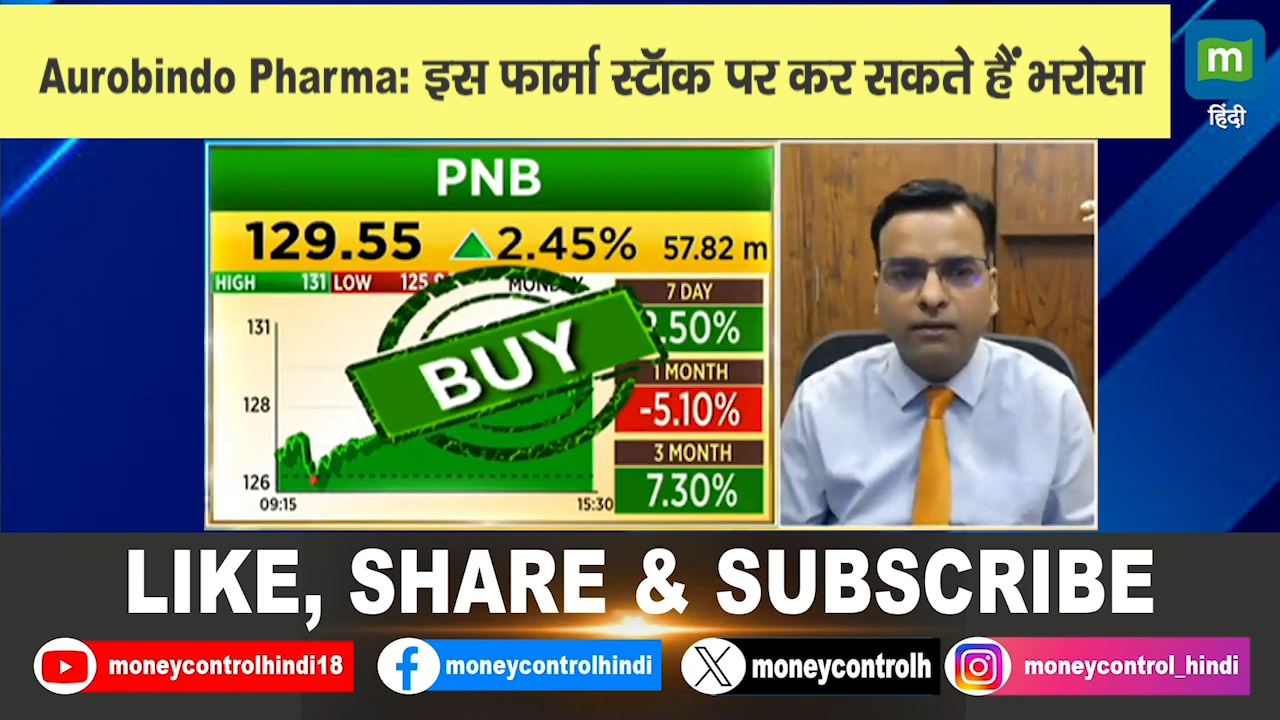 Aurobindo Pharma: इस फार्मा स्टॉक पर कर सकते हैं भरोसा
m
हिंदी
PNB
129.55 2.45% 57.82 m
HIGH 131 LOW MONDAY
131
128
126
09:15 15:30
BUY
7 DAY
.50%
1 MONTH
-5.10%
3 MONTH
7.30%
LIKE, SHARE & SUBSCRIBE
moneycontrolhindi18
moneycontrolhindi
moneycontrolh
moneycontrol_hindi